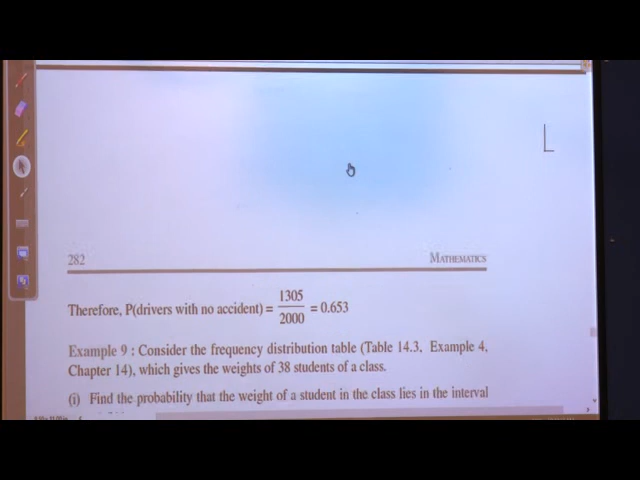 282 MATHEMATICS
Therefore, P(drivers with no accident) = 1305/2000 = 0.653
Example 9 : Consider the frequency distribution table (Table 14.3, Example 4,
Chapter 14), which gives the weights of 38 students of a class.
(i) Find the probability that the weight of a student in the class lies in the interval